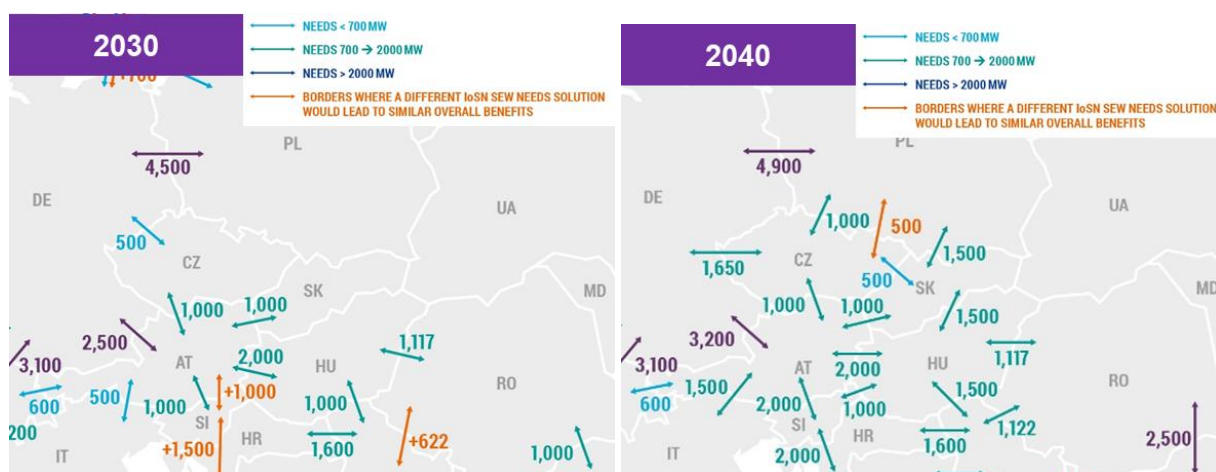 2030
NEEDS < 700 MW
NEEDS 700 → 2000 MW
NEEDS > 2000 MW
BORDERS WHERE A DIFFERENT IoSN SEW NEEDS SOLUTION
WOULD LEAD TO SIMILAR OVERALL BENEFITS
+700
PL
4,500
DE
UA
500
CZ
SK
MD
1,000
1,000
2,500
1,117
3,100
AT
2,000
HU
RO
600
500
+1,000
1,000
1,000
200
SI
HR
IT
+1,500
1,600
+622
1,000
2040
NEEDS < 700 MW
NEEDS 700 → 2000 MW
NEEDS > 2000 MW
BORDERS WHERE A DIFFERENT IoSN SEW NEEDS SOLUTION
WOULD LEAD TO SIMILAR OVERALL BENEFITS
PL
4,900
DE
UA
1,000
500
1,500
1,650
CZ
500
SK
MD
1,000
1,000
1,500
3,200
3,100
AT
2,000
HU
1,117
RO
600
1,500
2,000
1,000
1,500
1,122
SI
HR
1,600
IT
2,000
2,500